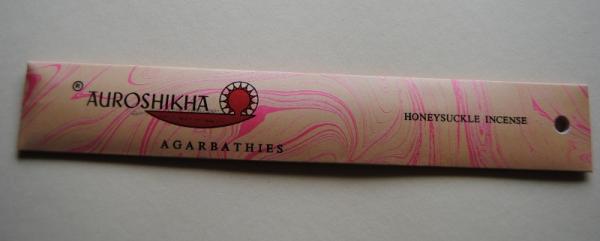 ® AUROSHIKHA
AGARBATHIES
HONEYSUCKLE INCENSE